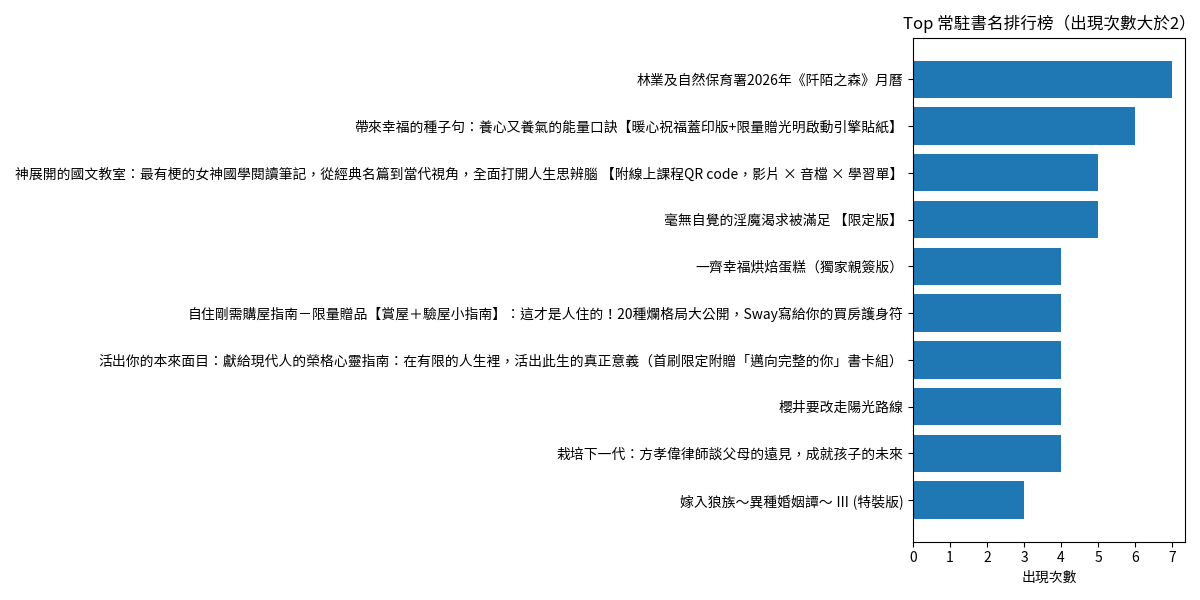 Top 常駐書名排行榜（出現次數大於2）
林業及自然保育署2026年《阡陌之森》月曆
帶來幸福的種子句：養心又養氣的能量口訣【暖心祝福蓋印版+限量贈光明啟動引擎貼紙】
神展開的國文教室：最有梗的女神國學閱讀筆記，從經典名篇到當代視角，全面打開人生思辨腦 【附線上課程QR code，影片 × 音檔 × 學習單】
毫無自覺的淫魔渴求被滿足 【限定版】
一齊幸福烘焙蛋糕（獨家親簽版）
自住剛需購屋指南－限量贈品【賞屋＋驗屋小指南】：這才是人住的！20種爛格局大公開，Sway寫給你的買房護身符
活出你的本來面目：獻給現代人的榮格心靈指南：在有限的人生裡，活出此生的真正意義（首刷限定附贈「邁向完整的你」書卡組）
櫻井要改走陽光路線
栽培下一代：方孝偉律師談父母的遠見，成就孩子的未來
嫁入狼族～異種婚姻譚～ III (特裝版)
0 1 2 3 4 5 6 7
出現次數